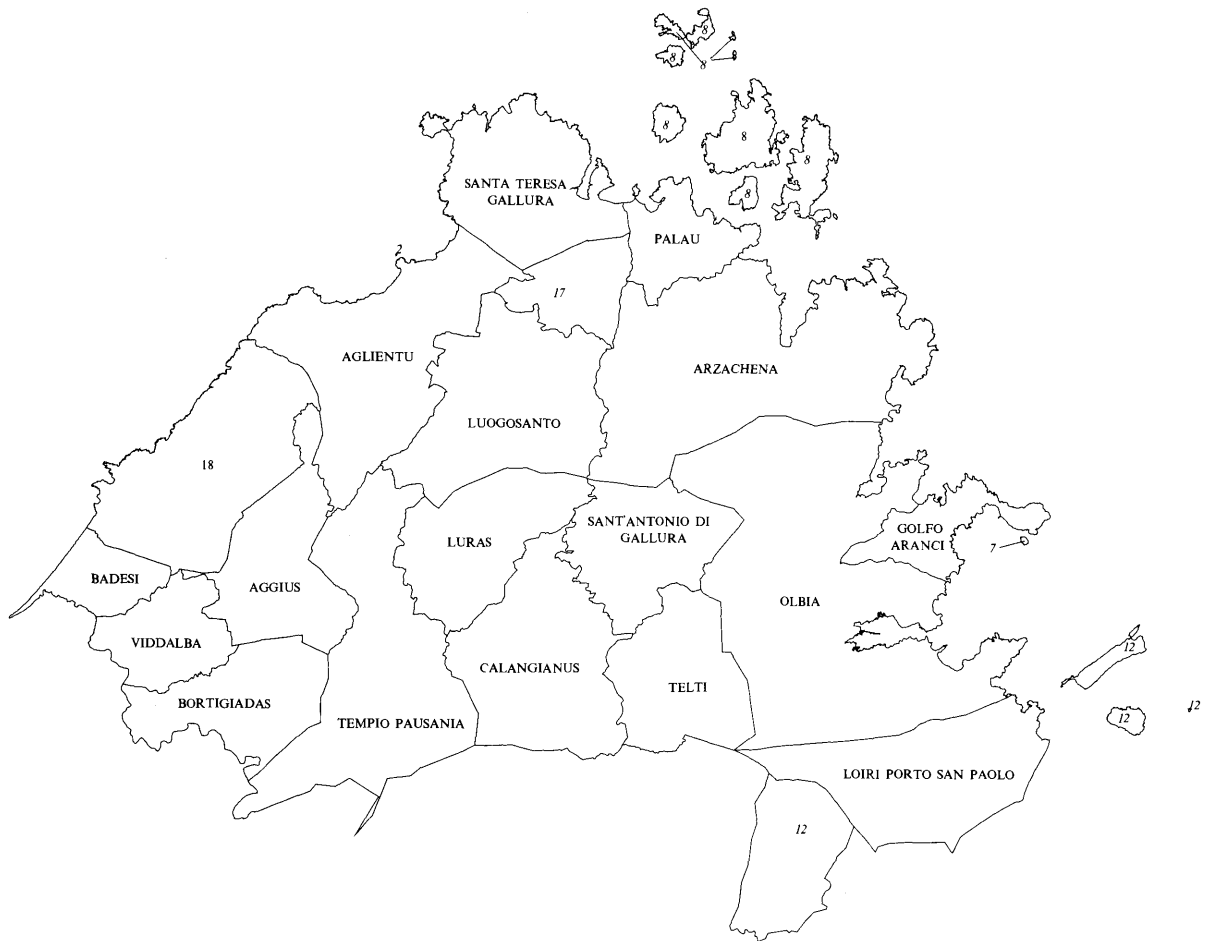 8
8
8
8
8
8
8
SANTA TERESA
GALLURA
PALAU
2
17
AGLIENTU
ARZACHENA
LUOGOSANTO
18
SANT'ANTONIO DI
GALLURA
GOLFO
ARANCI
LURAS
7
BADESI
AGGIUS
OLBIA
VIDDALBA
12
CALANGIANUS
TELTI
BORTIGIADAS
12
12
TEMPIO PAUSANIA
LOIRI PORTO SAN PAOLO
12